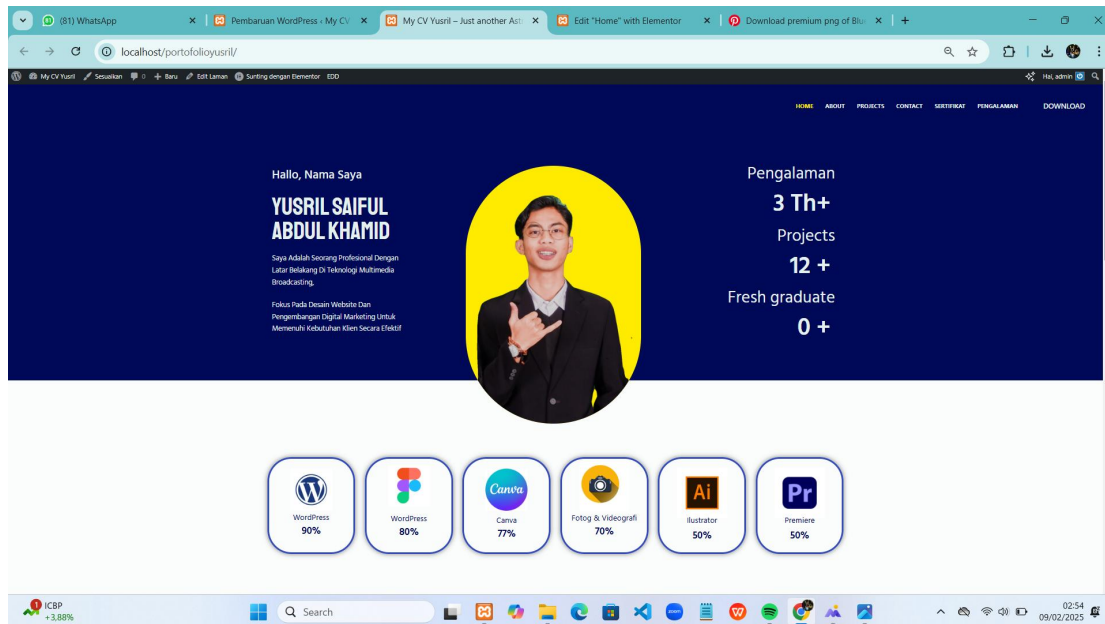 (81) WhatsApp
Pembaruan WordPress ‹ My CV
My CV Yusril – Just another Ast
Edit "Home" with Elementor
Download premium png of Blu
localhost/portofolioyusril/
My CV Yusril Sesuaikan 0 + Baru Edit Laman Sunting dengan Elementor EDD
Hai, admin
HOME ABOUT PROJECTS CONTACT SERTIFIKAT PENGALAMAN DOWNLOAD
Hallo, Nama Saya
YUSRIL SAIFUL
ABDUL KHAMID
Saya Adalah Seorang Profesional Dengan
Latar Belakang Di Teknologi Multimedia
Broadcasting,
Fokus Pada Desain Website Dan
Pengembangan Digital Marketing Untuk
Memenuhi Kebutuhan Klien Secara Efektif
Pengalaman
3 Th+
Projects
12 +
Fresh graduate
0 +
WordPress
90%
WordPress
80%
Canva
Canva
77%
Fotog & Videografi
70%
Ai
Ilustrator
50%
Pr
Premiere
50%
1
ICBP
+3,88%
Search
zoom
02:54
09/02/2025